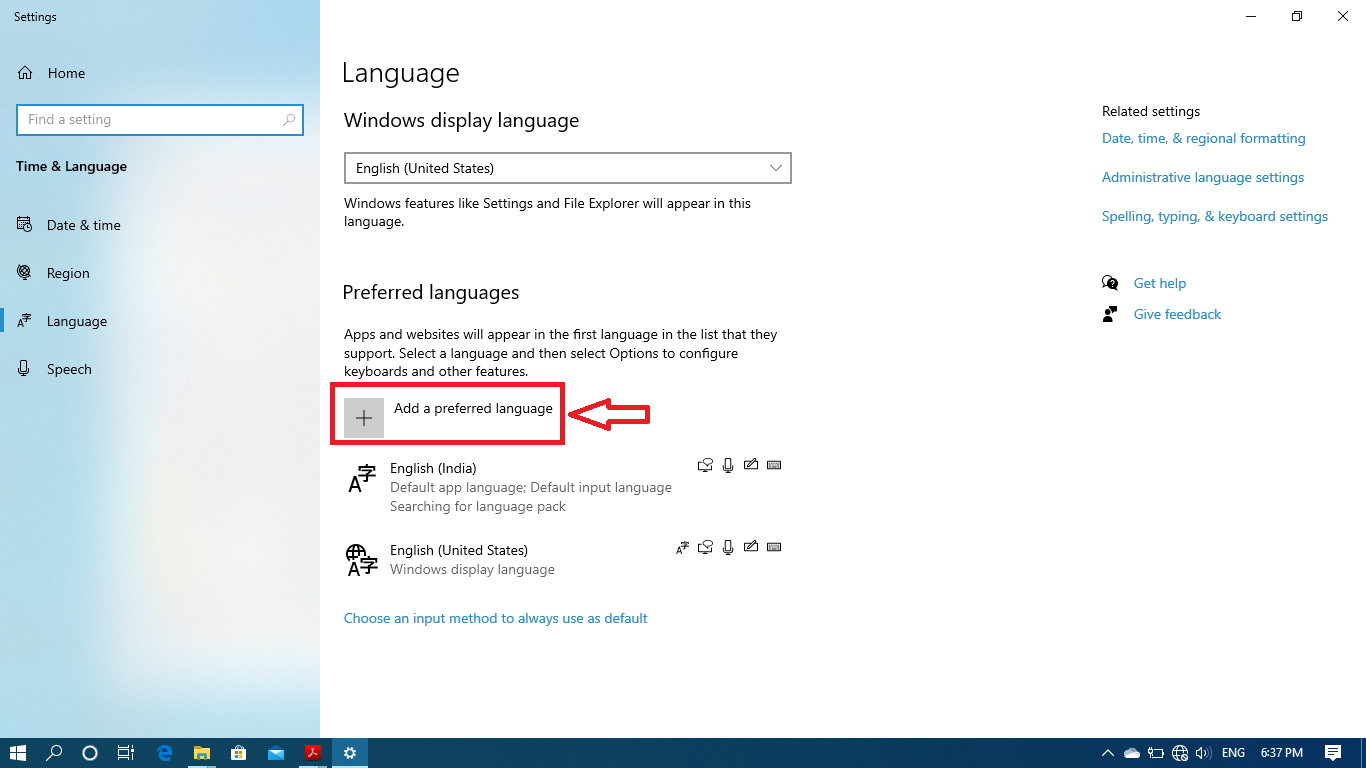 Settings
Home
Find a setting
Time & Language
Date & time
Region
Language
Speech
Language
Windows display language
English (United States)
Windows features like Settings and File Explorer will appear in this
language.
Preferred languages
Apps and websites will appear in the first language in the list that they
support. Select a language and then select Options to configure
keyboards and other features.
Add a preferred language
English (India)
Default app language; Default input language
Searching for language pack
English (United States)
Windows display language
Choose an input method to always use as default
Related settings
Date, time, & regional formatting
Administrative language settings
Spelling, typing, & keyboard settings
Get help
Give feedback
ENG
6:37 PM